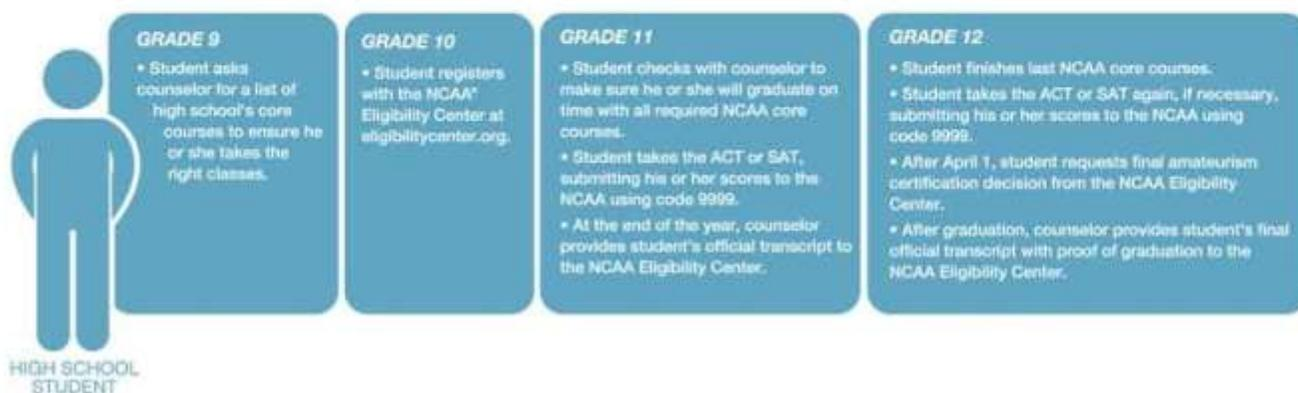 GRADE 9
• Student asks
counselor for a list of
high school's core
courses to ensure he
or she takes the
right classes.
GRADE 10
• Student registers
with the NCAA®
Eligibility Center at
eligibilitycenter.org.
GRADE 11
• Student checks with counselor to
make sure he or she will graduate on
time with all required NCAA core
courses.
• Student takes the ACT or SAT,
submitting his or her scores to the
NCAA using code 9999.
• At the end of the year, counselor
provides student's official transcript to
the NCAA Eligibility Center.
GRADE 12
• Student finishes last NCAA core courses.
• Student takes the ACT or SAT again, if necessary,
submitting his or her scores to the NCAA using
code 9999.
• After April 1, student requests final amateurism
certification decision from the NCAA Eligibility
Center.
• After graduation, counselor provides student's final
official transcript with proof of graduation to the
NCAA Eligibility Center.
HIGH SCHOOL
STUDENT